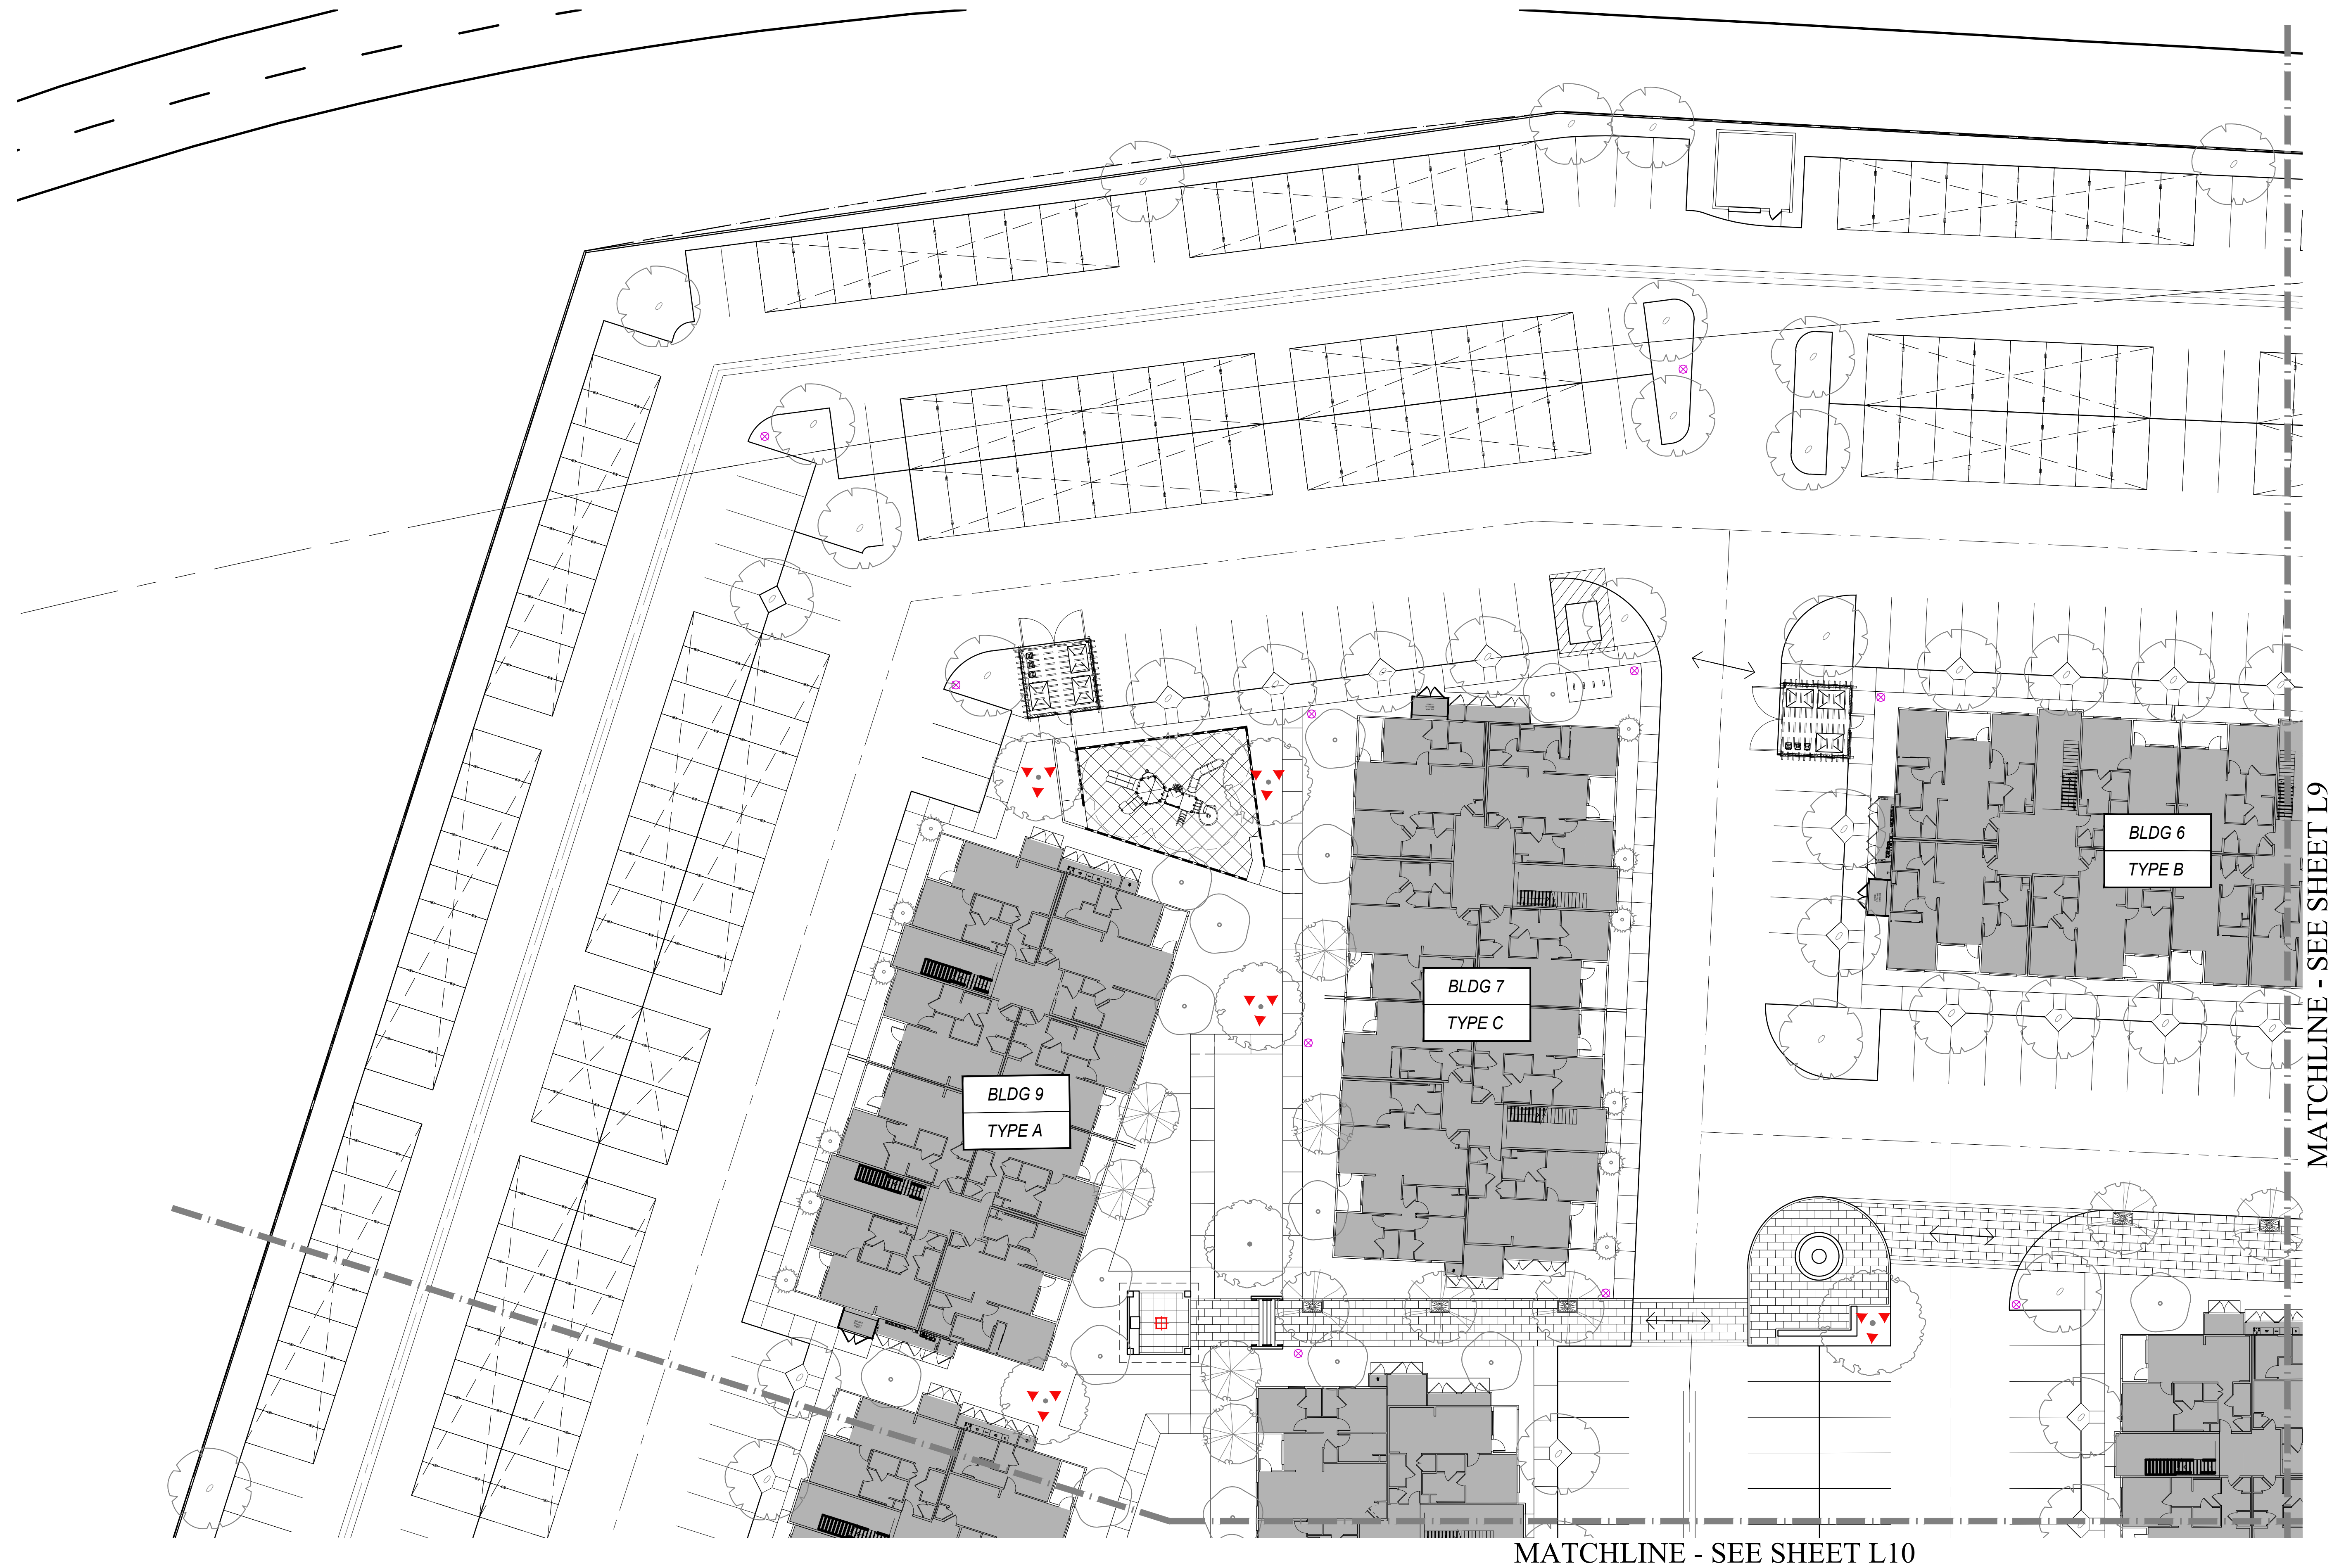 BLDG 6
TYPE B
BLDG 7
TYPE C
BLDG 9
TYPE A
MATCHLINE - SEE SHEET L9
MATCHLINE - SEE SHEET L10